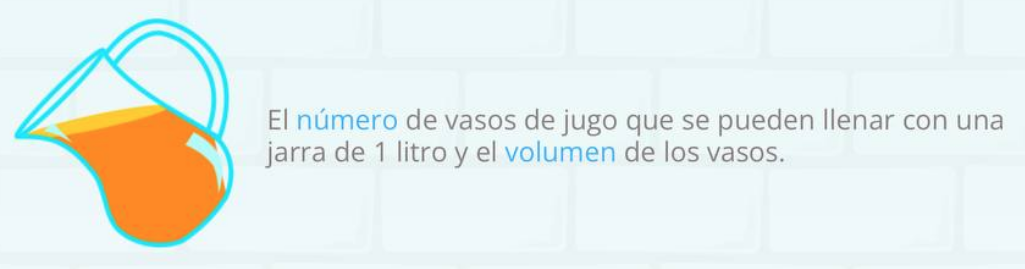 El número de vasos de jugo que se pueden llenar con una
jarra de 1 litro y el volumen de los vasos.